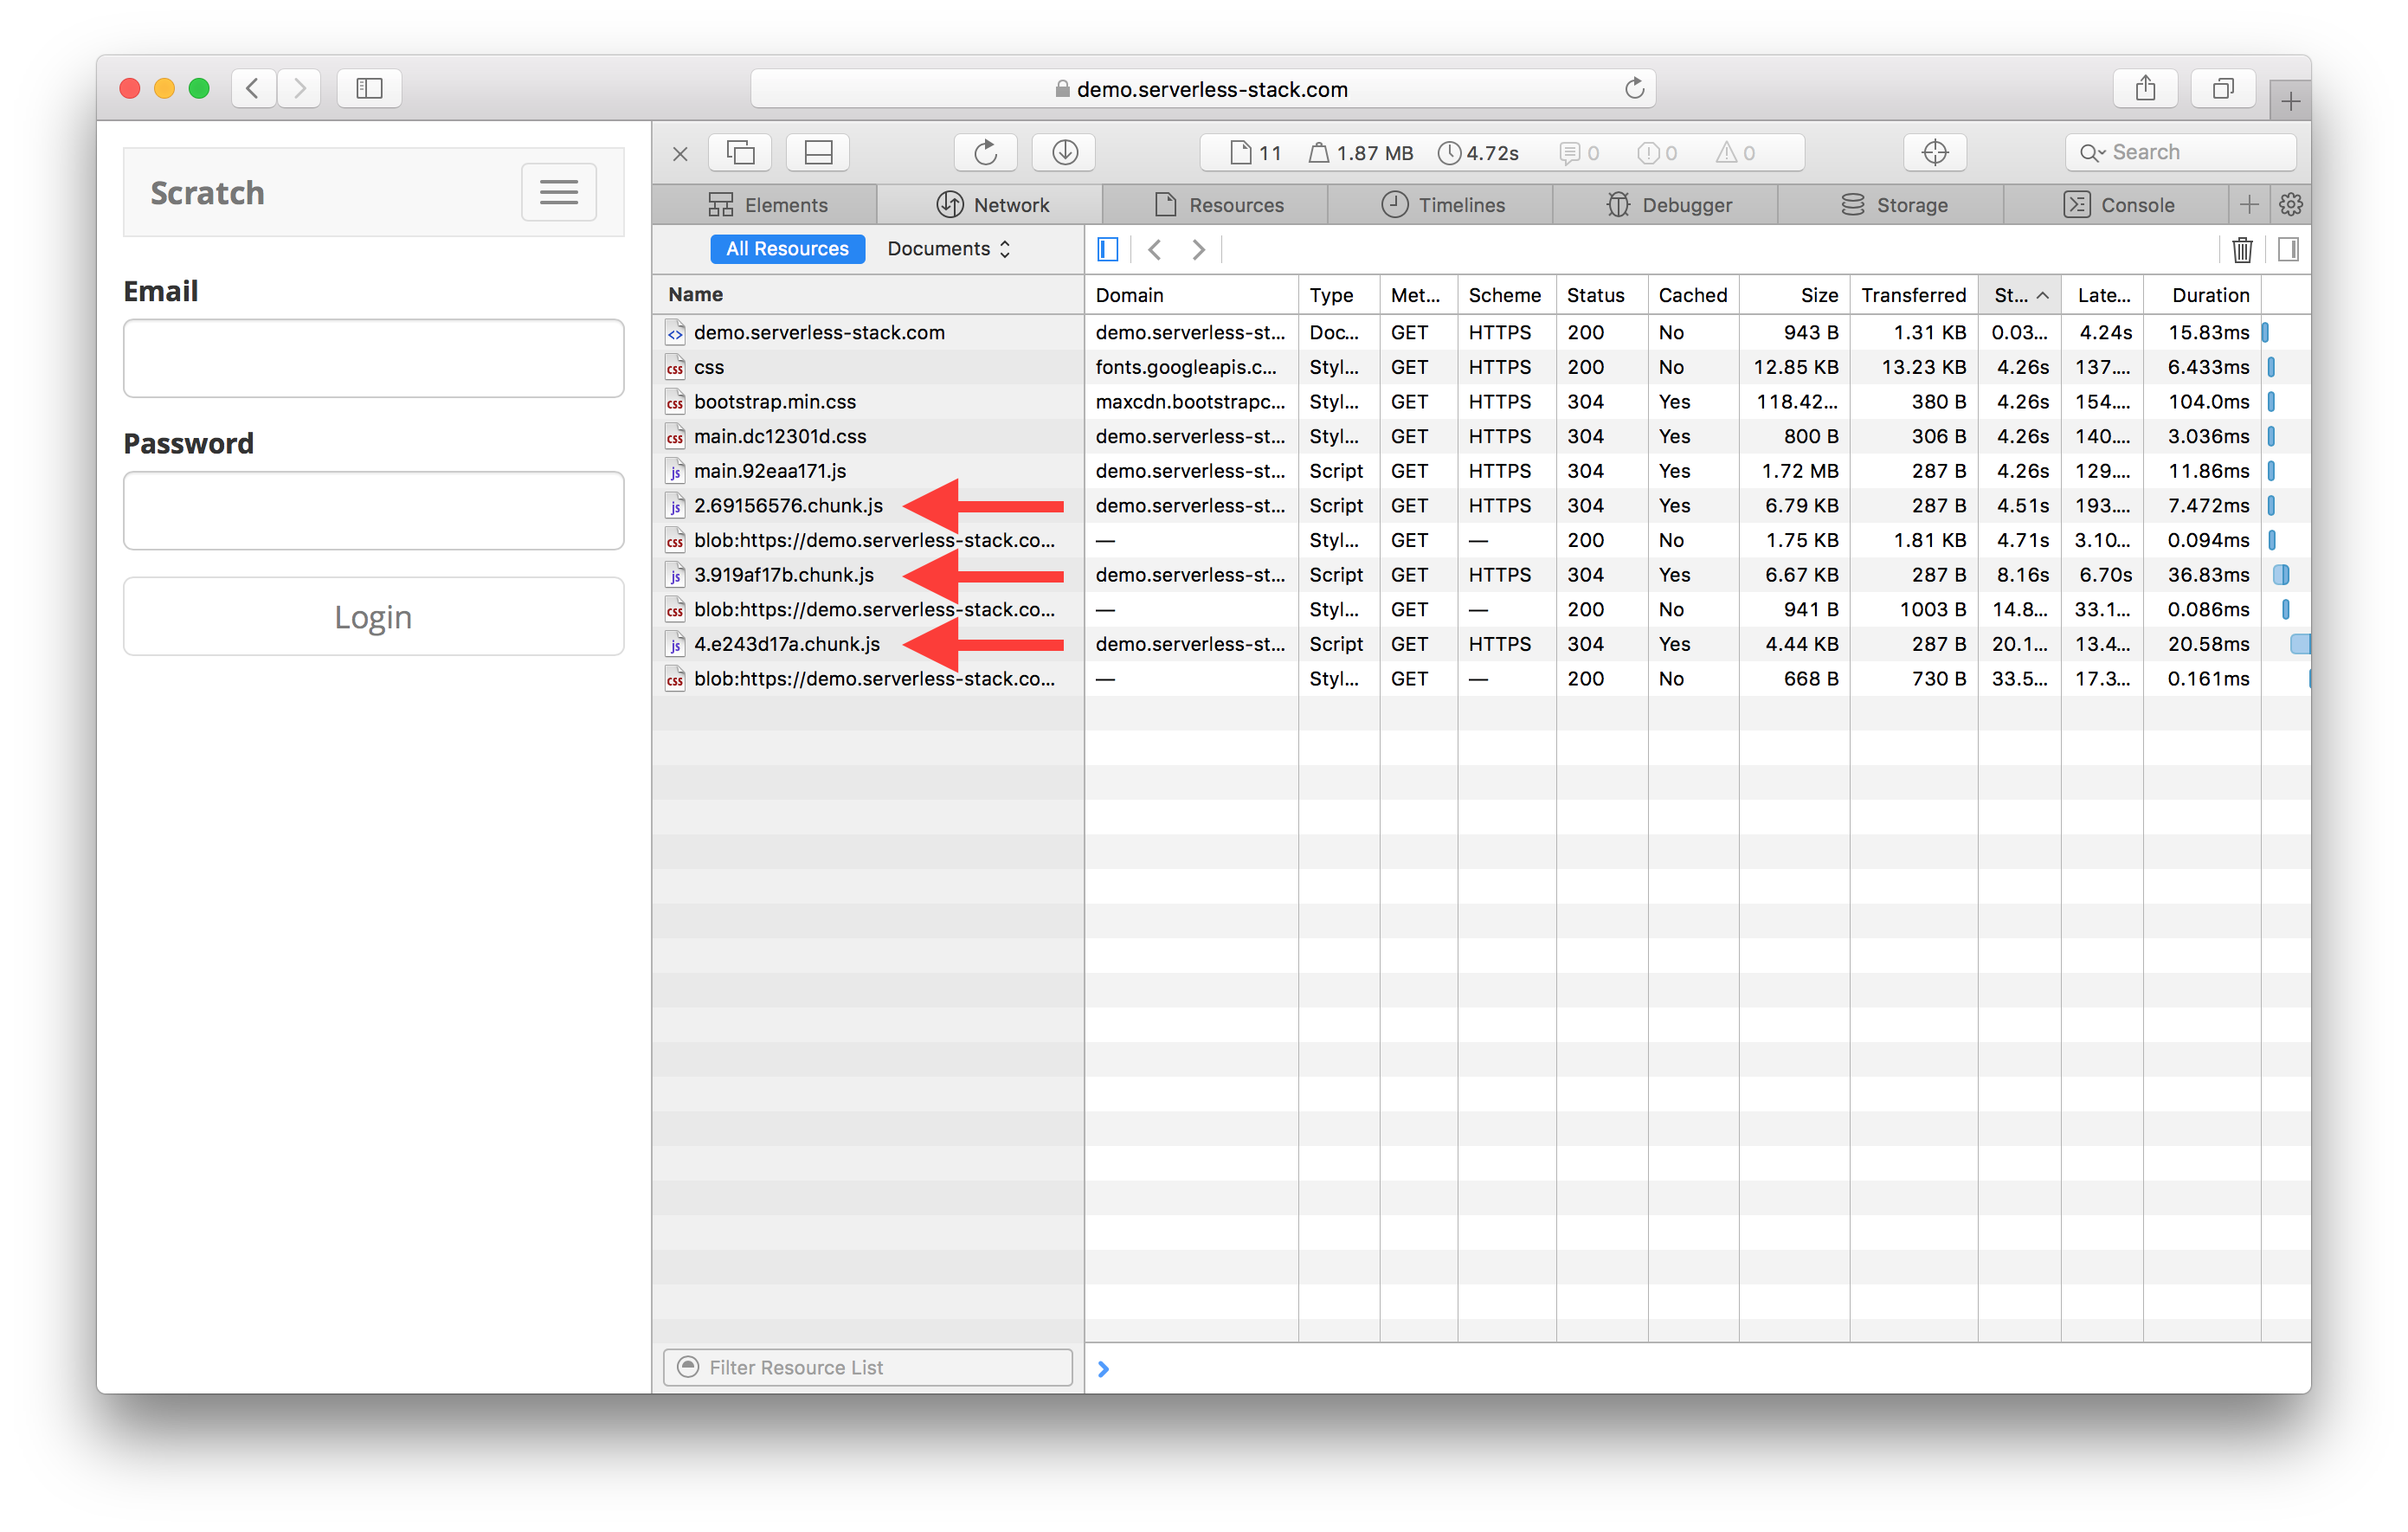 demo.serverless-stack.com
Scratch
Email
Password
Login
11 1.87 MB 4.72s 0 0 0 Search
Elements Network Resources Timelines Debugger Storage Console
All Resources Documents
Name Domain Type Met... Scheme Status Cached Size Transferred St... Late... Duration
demo.serverless-stack.com demo.serverless-st... Doc... GET HTTPS 200 No 943 B 1.31 KB 0.03... 4.24s 15.83ms
css css fonts.googleapis.c... Styl... GET HTTPS 200 No 12.85 KB 13.23 KB 4.26s 137.... 6.433ms
css bootstrap.min.css maxcdn.bootstrapc... Styl... GET HTTPS 304 Yes 118.42... 380 B 4.26s 154.... 104.0ms
css main.dc12301d.css demo.serverless-st... Styl... GET HTTPS 304 Yes 800 B 306 B 4.26s 140.... 3.036ms
js main.92eaa171.js demo.serverless-st... Script GET HTTPS 304 Yes 1.72 MB 287 B 4.26s 129.... 11.86ms
js 2.69156576.chunk.js demo.serverless-st... Script GET HTTPS 304 Yes 6.79 KB 287 B 4.51s 193.... 7.472ms
css blob:https://demo.serverless-stack.co... — Styl... GET — 200 No 1.75 KB 1.81 KB 4.71s 3.10... 0.094ms
js 3.919af17b.chunk.js demo.serverless-st... Script GET HTTPS 304 Yes 6.67 KB 287 B 8.16s 6.70s 36.83ms
css blob:https://demo.serverless-stack.co... — Styl... GET — 200 No 941 B 1003 B 14.8... 33.1... 0.086ms
js 4.e243d17a.chunk.js demo.serverless-st... Script GET HTTPS 304 Yes 4.44 KB 287 B 20.1... 13.4... 20.58ms
css blob:https://demo.serverless-stack.co... — Styl... GET — 200 No 668 B 730 B 33.5... 17.3... 0.161ms
Filter Resource List